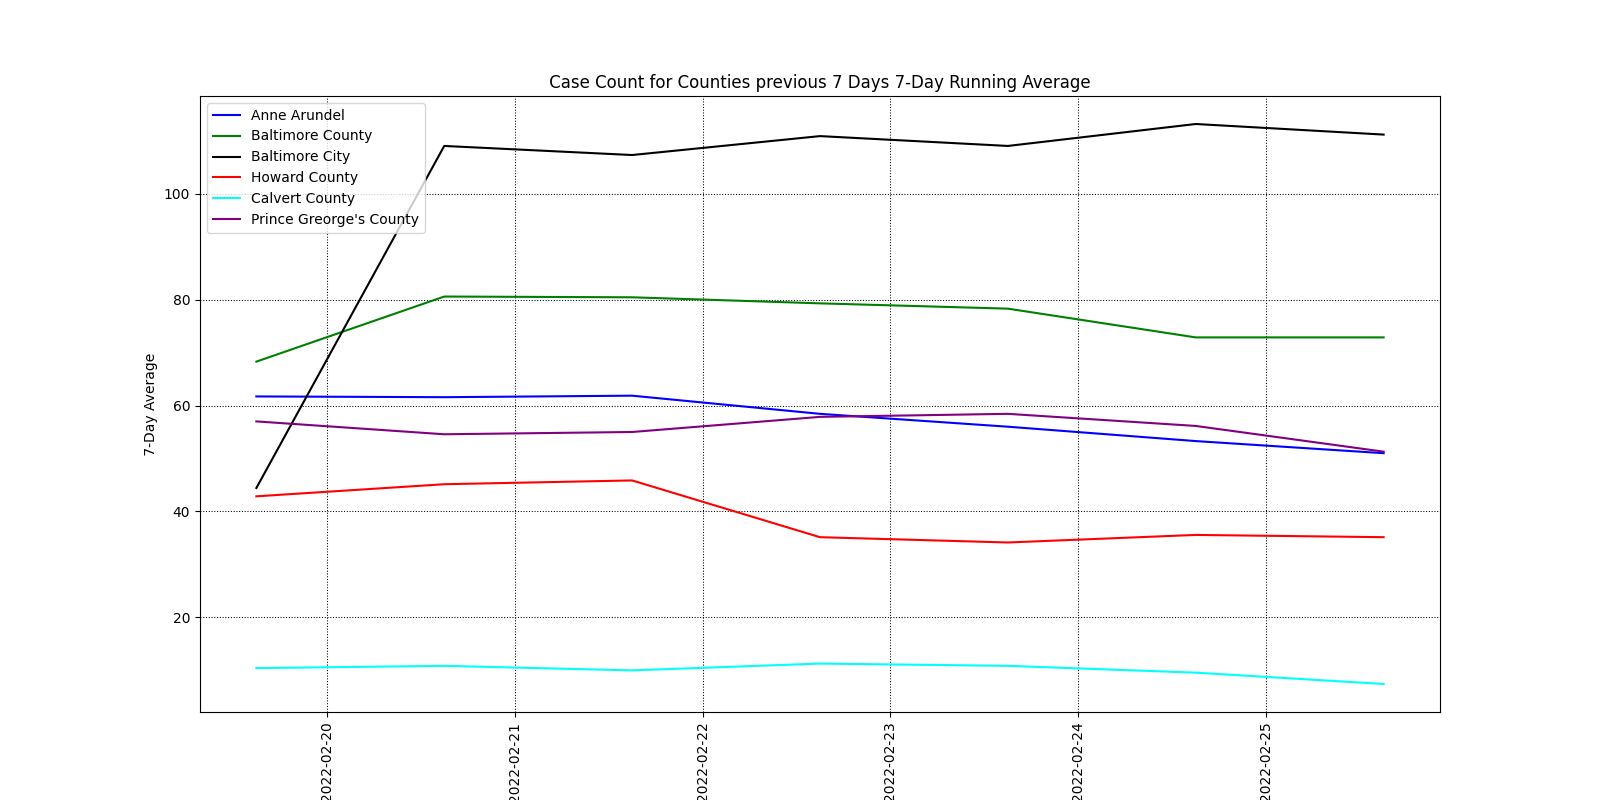 Case Count for Counties previous 7 Days 7-Day Running Average
Anne Arundel
Baltimore County
Baltimore City
Howard County
Calvert County
Prince Greorge's County
7-Day Average
100
80
60
40
20
2022-02-20
2022-02-21
2022-02-22
2022-02-23
2022-02-24
2022-02-25